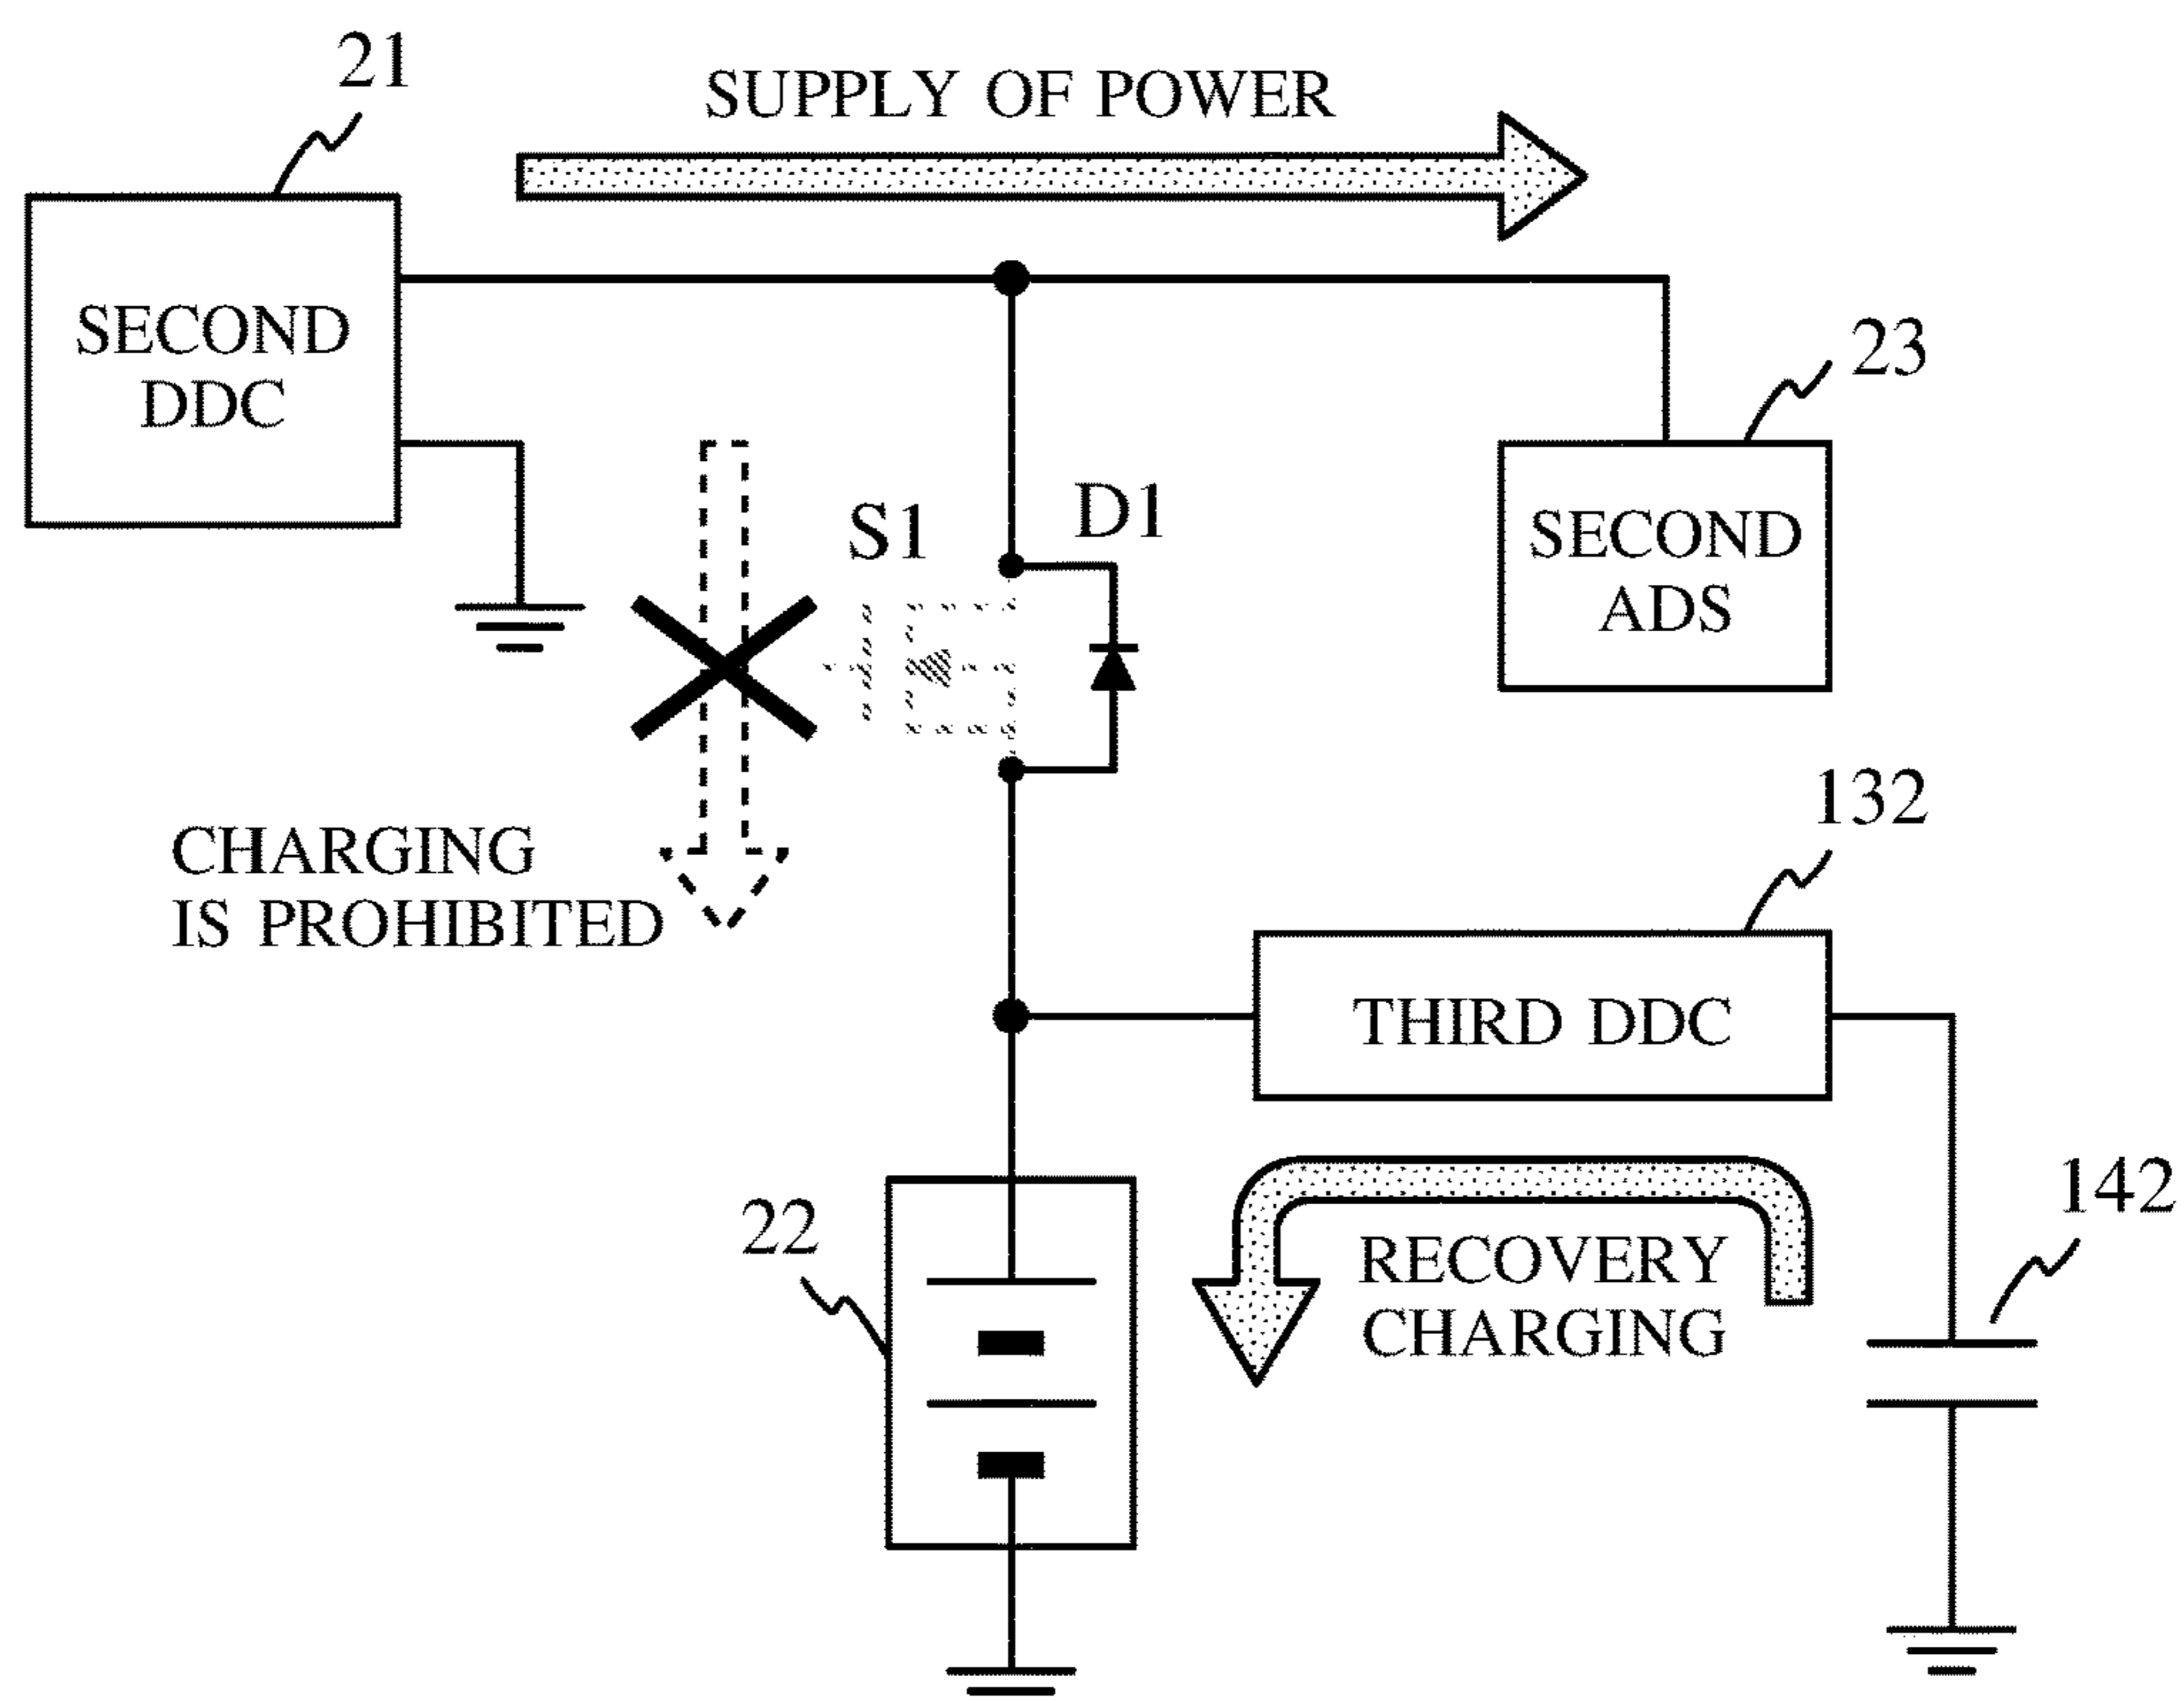 21
SUPPLY OF POWER
SECOND
DDC
23
S1
D1
SECOND
ADS
132
CHARGING
IS PROHIBITED
THIRD DDC
22
142
RECOVERY
CHARGING